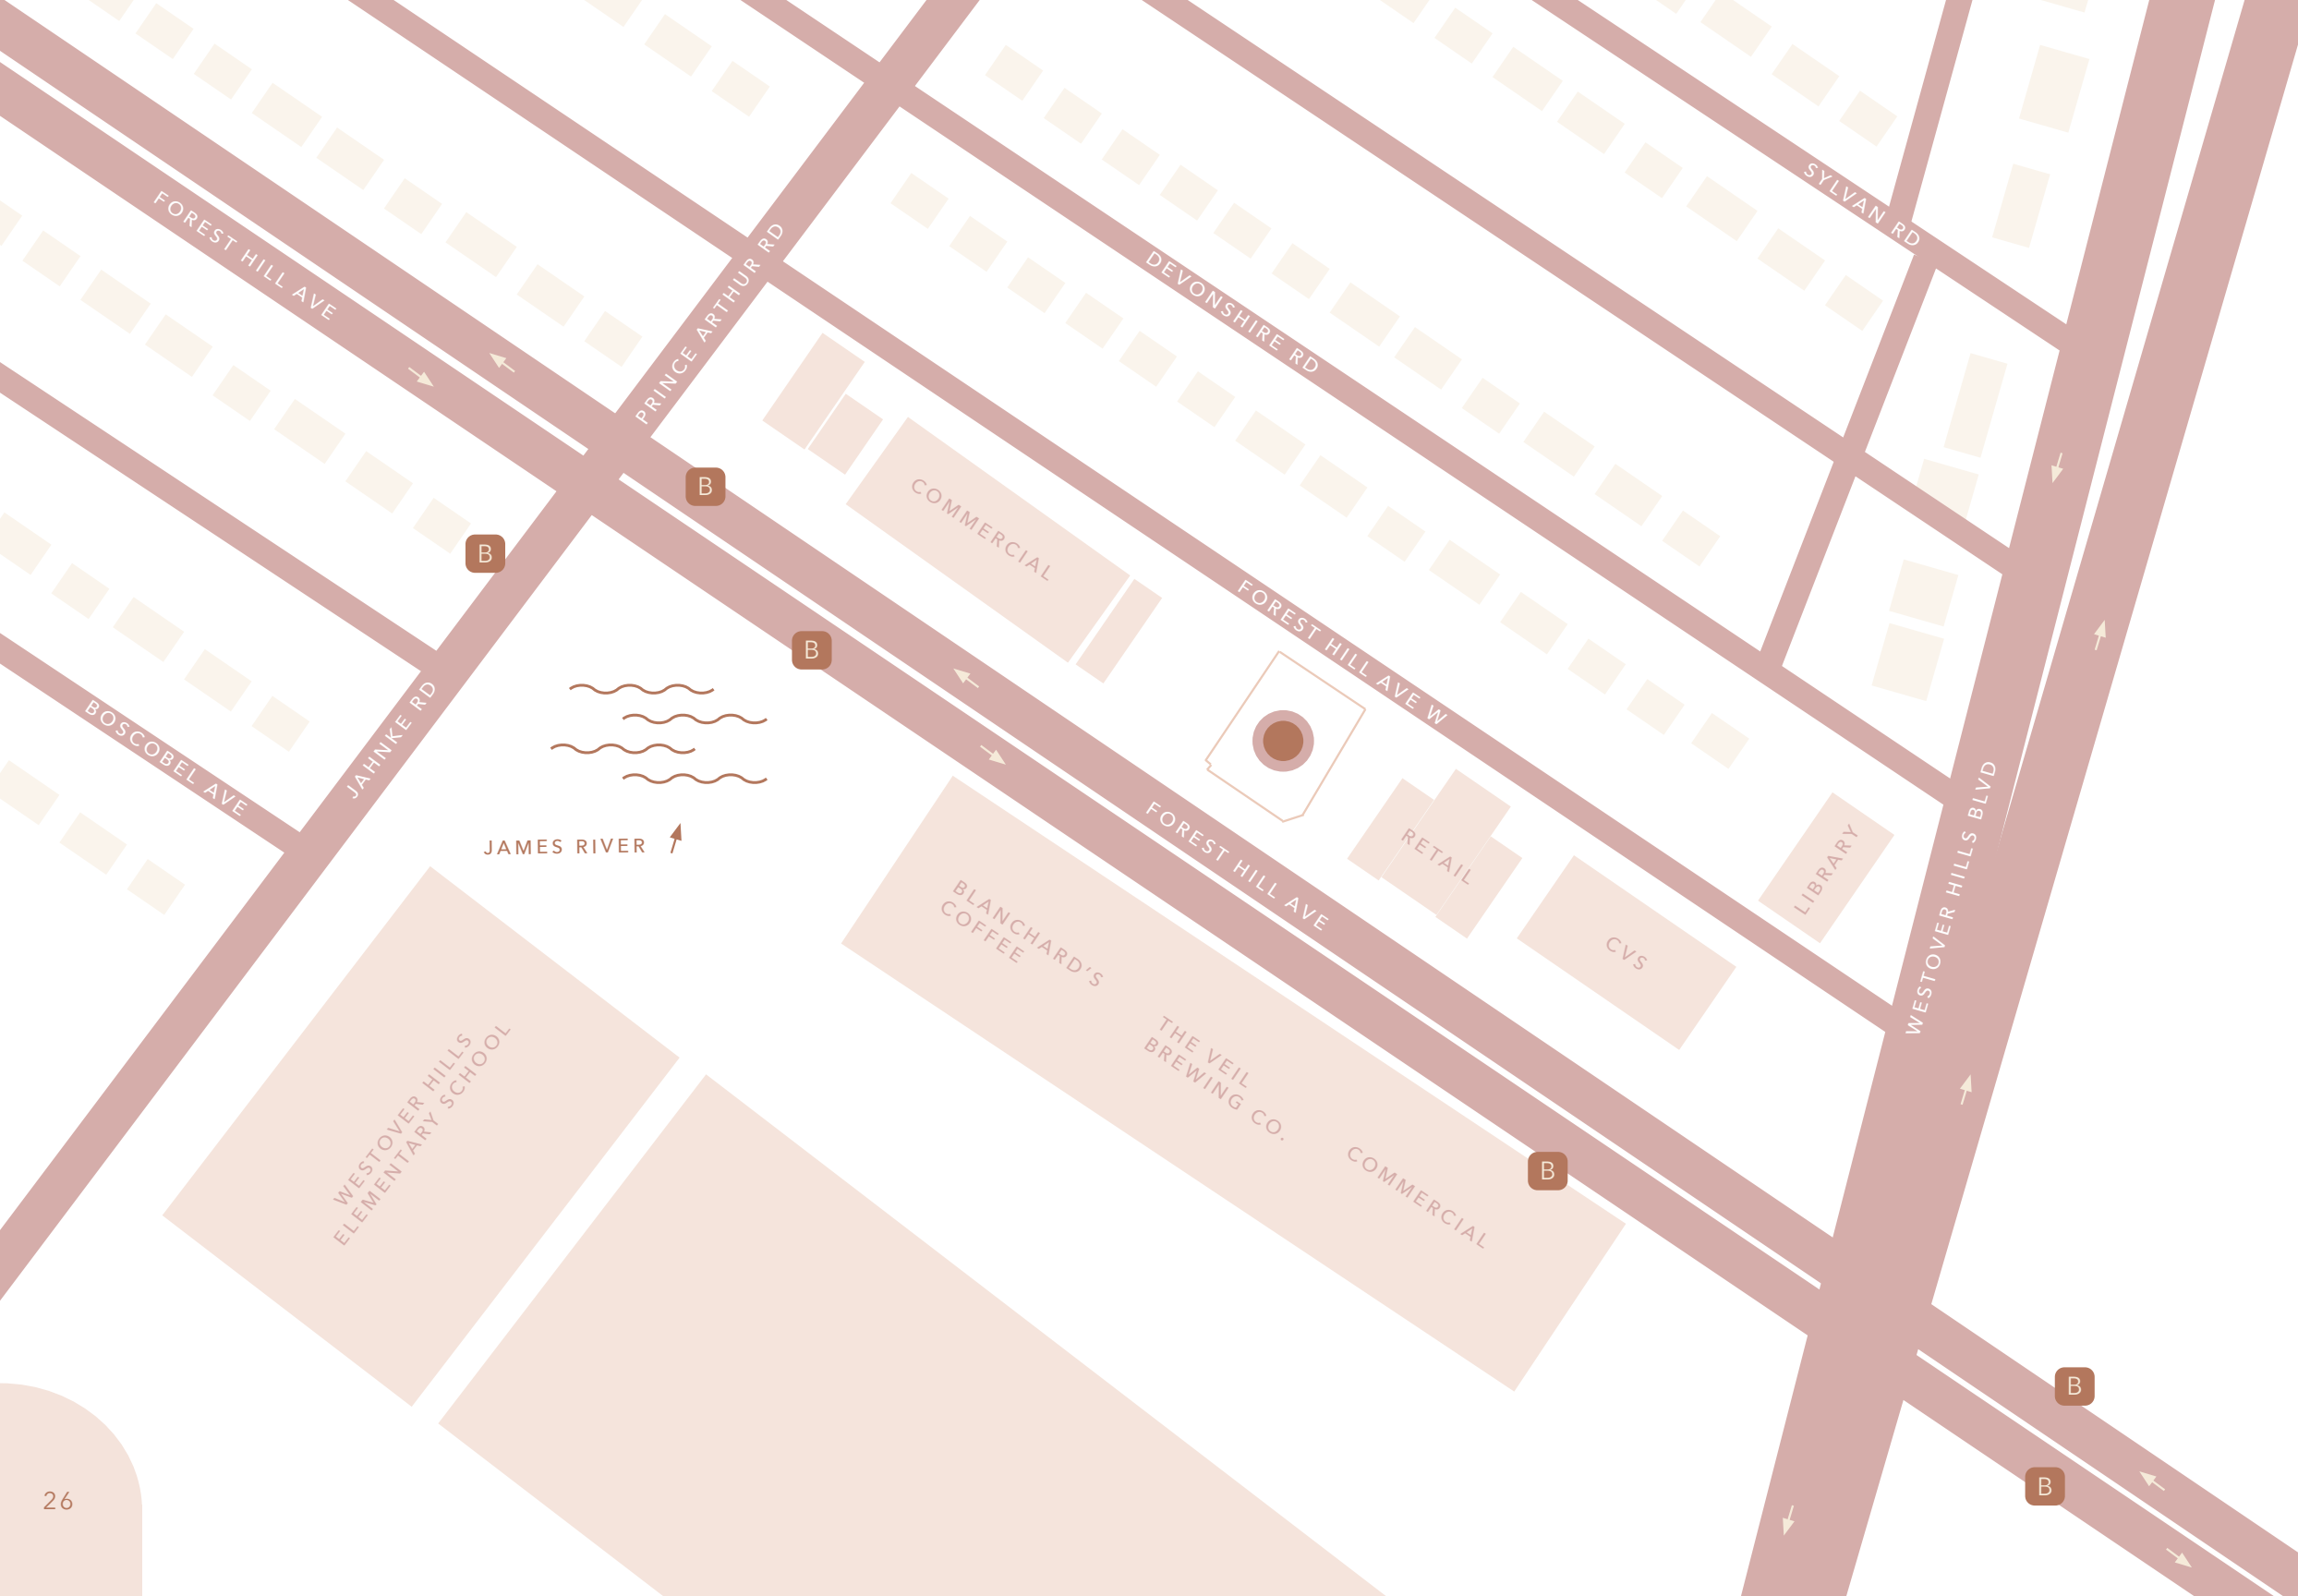 SYLVAN RD
FOREST HILL AVE
PRINCE ARTHUR RD
DEVONSHIRE RD
B
COMMERCIAL
B
FOREST HILL AVE W
B
JAHNKE RD
BOSCOBEL AVE
JAMES RIVER
FOREST HILL AVE
RETAIL
LIBRARY
WESTOVER HILLS BLVD
CVS
BLANCHARD'S
COFFEE
THE VEIL
BREWING CO.
WESTOVER HILLS
ELEMENTARY SCHOOL
COMMERCIAL
B
B
B
26